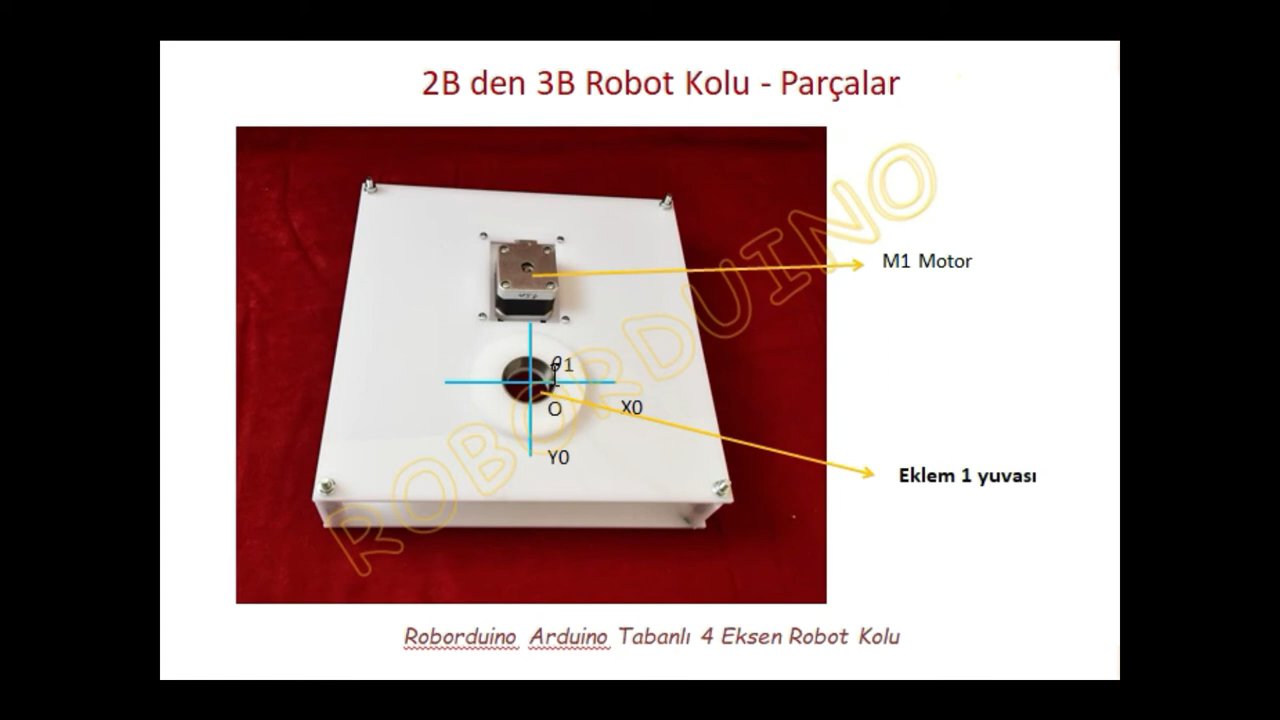 2B den 3B Robot Kolu - Parçalar
ROBORDUINO
M1 Motor
θ1
O
X0
Y0
Eklem 1 yuvası
Roborduino Arduino Tabanlı 4 Eksen Robot Kolu